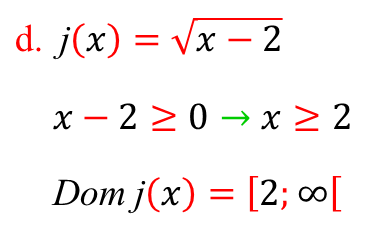 d. j(x) = √x − 2
x − 2 ≥ 0 → x ≥ 2
Dom j(x) = [2; ∞[